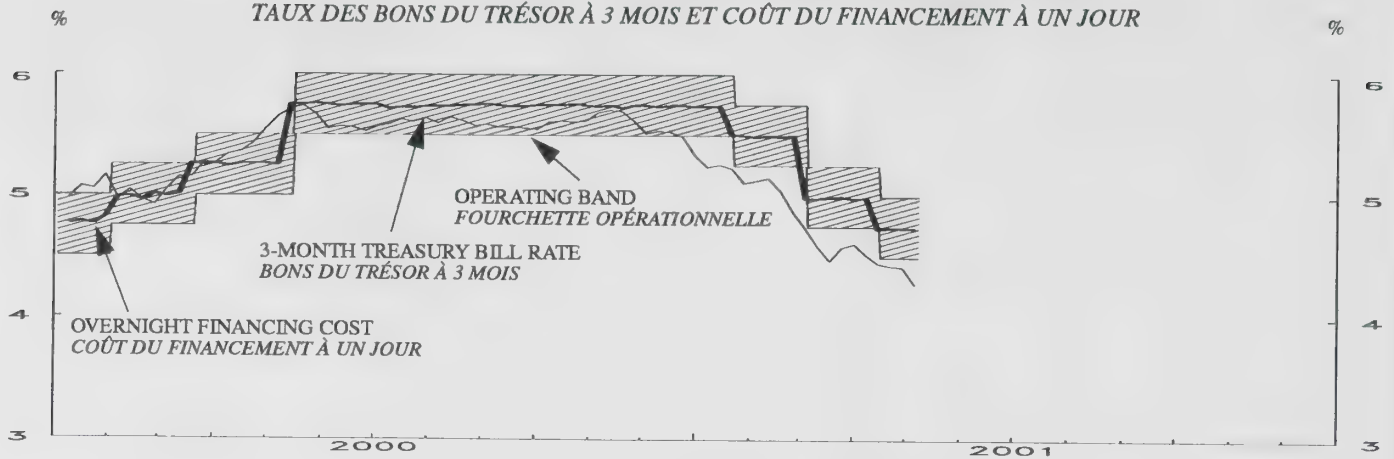 TAUX DES BONS DU TRÉSOR À 3 MOIS ET COÛT DU FINANCEMENT À UN JOUR
%
%
6
6
5
5
OPERATING BAND
FOURCHETTE OPÉRATIONNELLE
3-MONTH TREASURY BILL RATE
BONS DU TRÉSOR À 3 MOIS
4
4
OVERNIGHT FINANCING COST
COÛT DU FINANCEMENT À UN JOUR
3
3
2000
2001